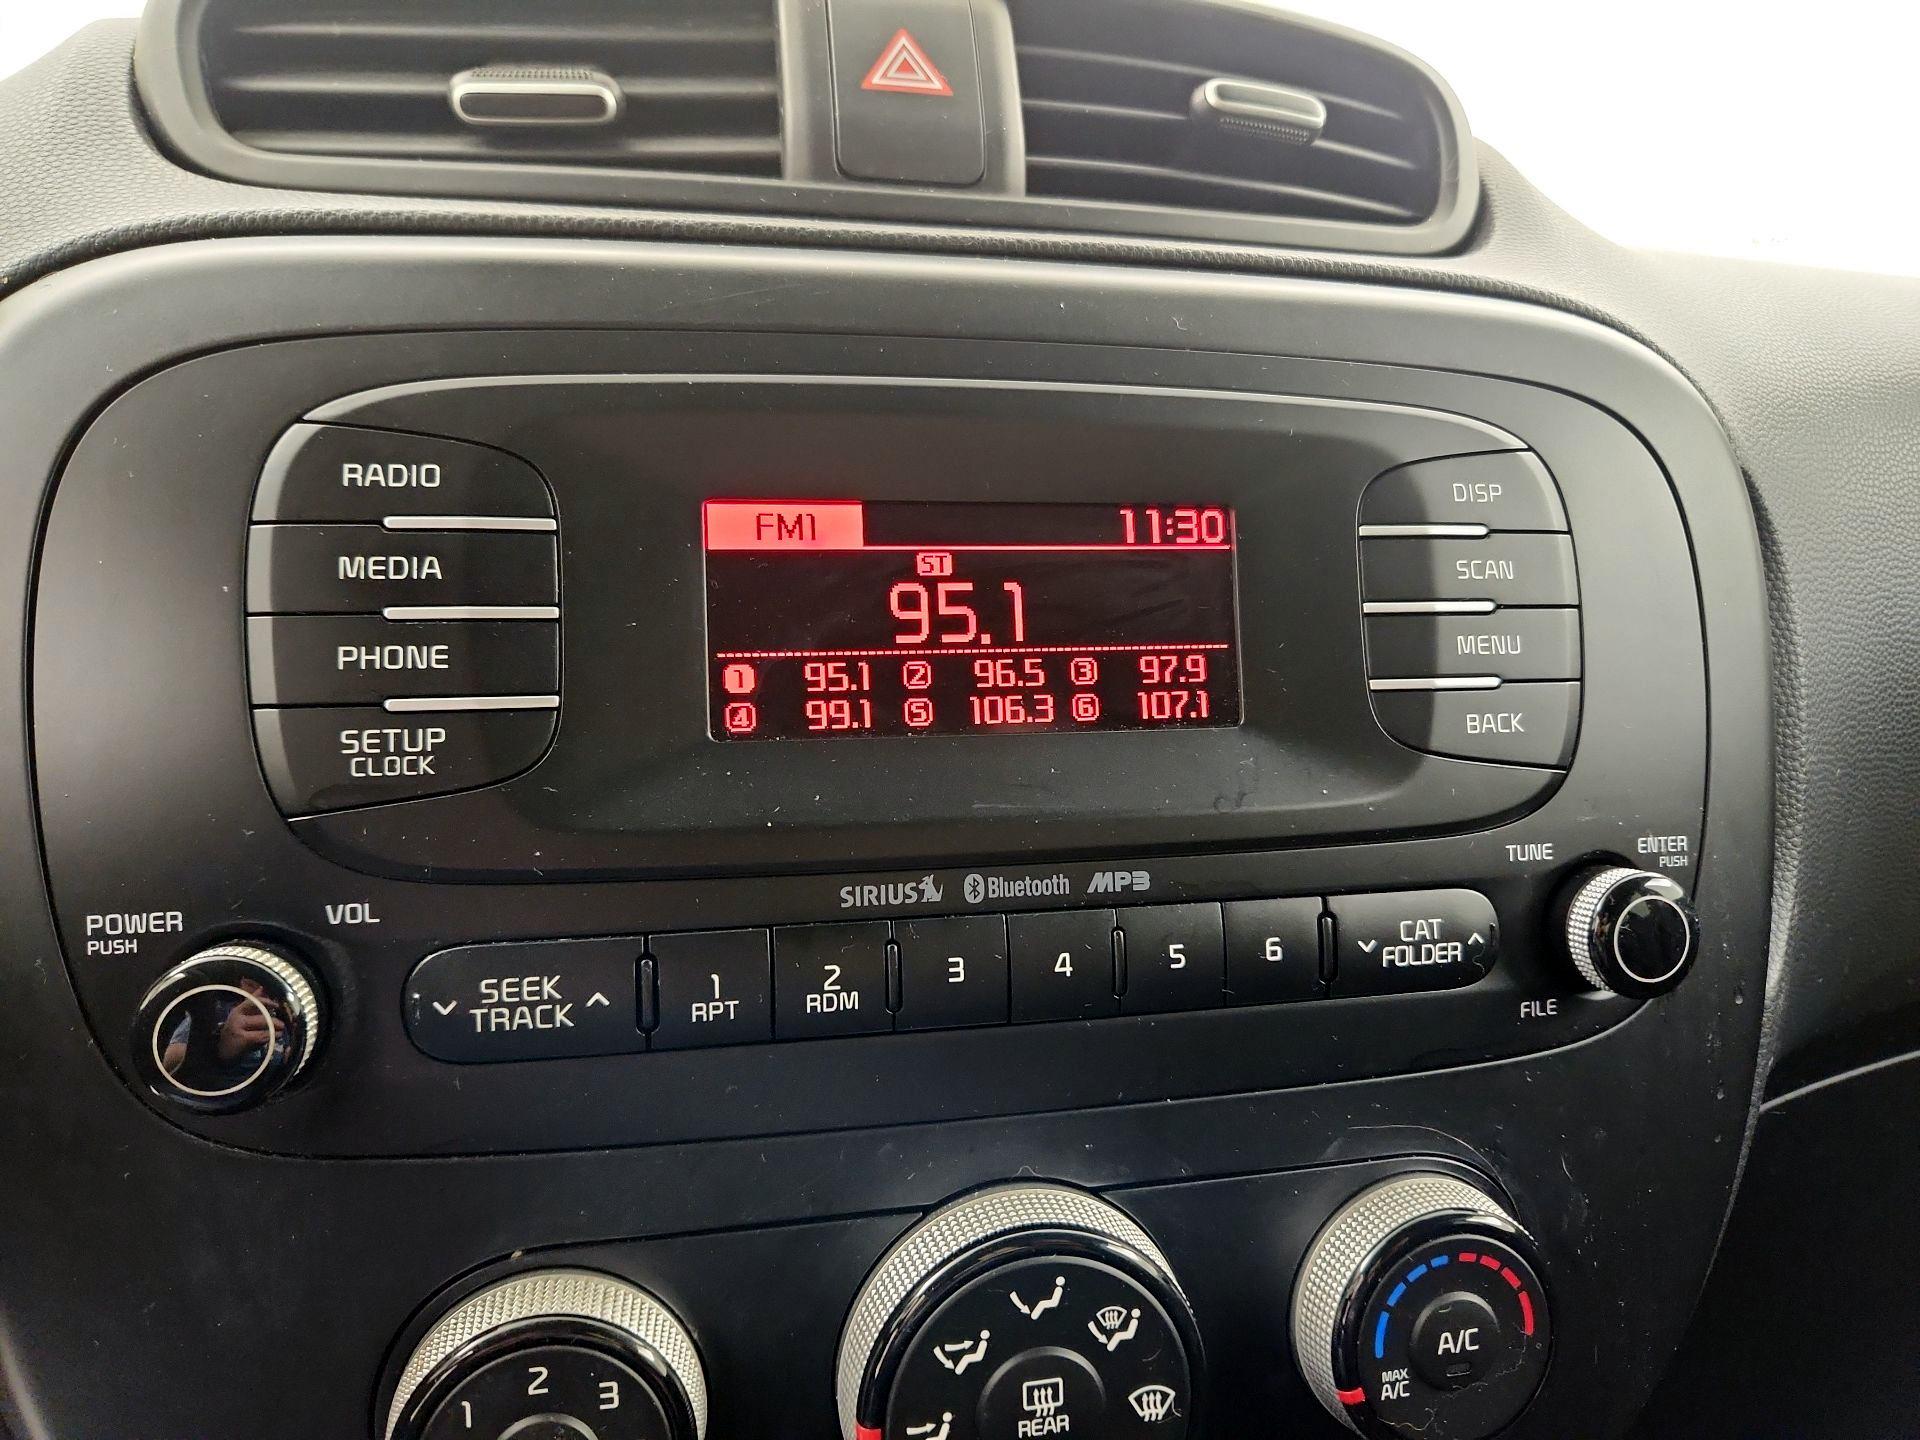 RADIO
MEDIA
PHONE
SETUP
CLOCK
FM1 11:30
ST
95.1
1 95.1 2 96.5 3 97.9
4 99.1 5 106.3 6 107.1
DISP
SCAN
MENU
BACK
POWER
PUSH
VOL
SIRIUS Bluetooth MP3
TUNE
ENTER
PUSH
SEEK
TRACK
1
RPT
2
RDM
3
4
5
6
CAT
FOLDER
FILE
1 2 3
REAR
A/C
MAX
A/C